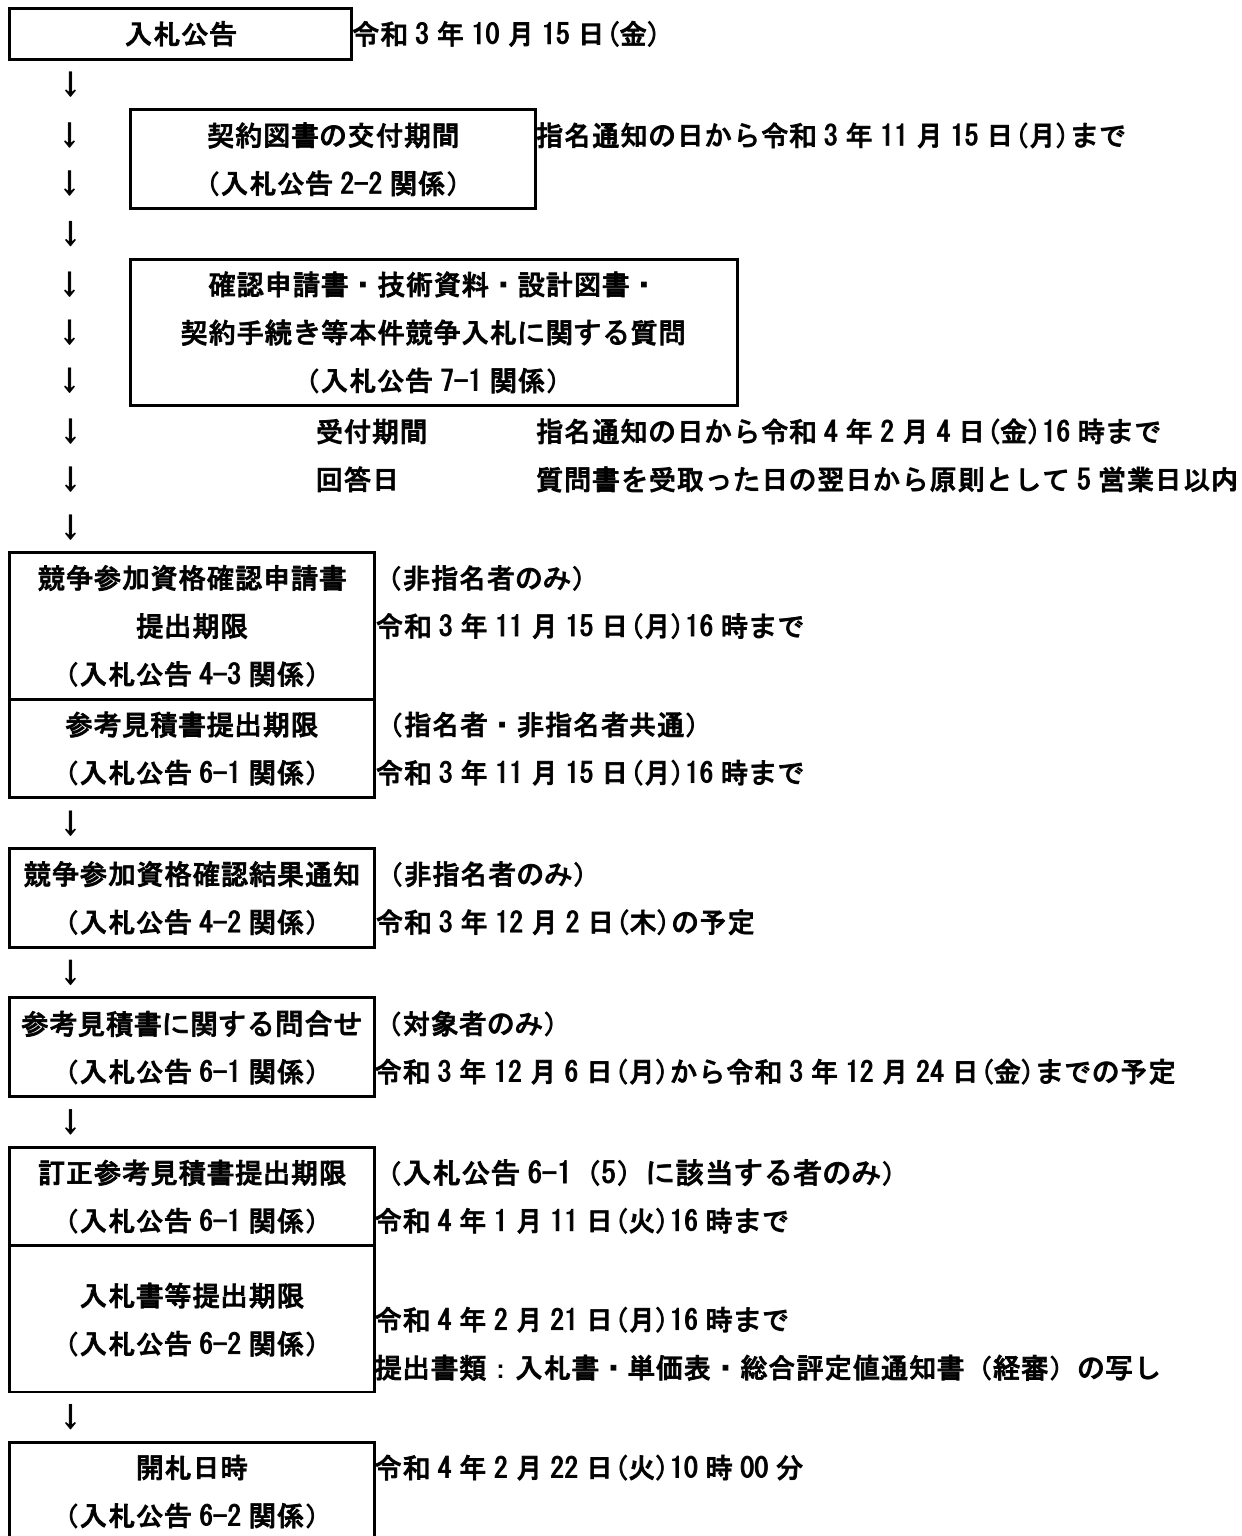 入札公告 令和3年10月15日(金)
↓
↓ 契約図書の交付期間 指名通知の日から令和3年11月15日(月)まで
↓ (入札公告2-2関係)
↓
↓ 確認申請書・技術資料・設計図書・
↓ 契約手続き等本件競争入札に関する質問
↓ (入札公告7-1関係)
↓ 受付期間 指名通知の日から令和4年2月4日(金)16時まで
↓ 回答日 質問書を受取った日の翌日から原則として5営業日以内
↓
競争参加資格確認申請書 (非指名者のみ)
提出期限 令和3年11月15日(月)16時まで
(入札公告4-3関係)
参考見積書提出期限 (指名者・非指名者共通)
(入札公告6-1関係) 令和3年11月15日(月)16時まで
↓
競争参加資格確認結果通知 (非指名者のみ)
(入札公告4-2関係) 令和3年12月2日(木)の予定
↓
参考見積書に関する問合せ (対象者のみ)
(入札公告6-1関係) 令和3年12月6日(月)から令和3年12月24日(金)までの予定
↓
訂正参考見積書提出期限 (入札公告6-1(5)に該当する者のみ)
(入札公告6-1関係) 令和4年1月11日(火)16時まで
入札書等提出期限
令和4年2月21日(月)16時まで
(入札公告6-2関係)
提出書類:入札書・単価表・総合評定値通知書(経審)の写し
↓
開札日時 令和4年2月22日(火)10時00分
(入札公告6-2関係)